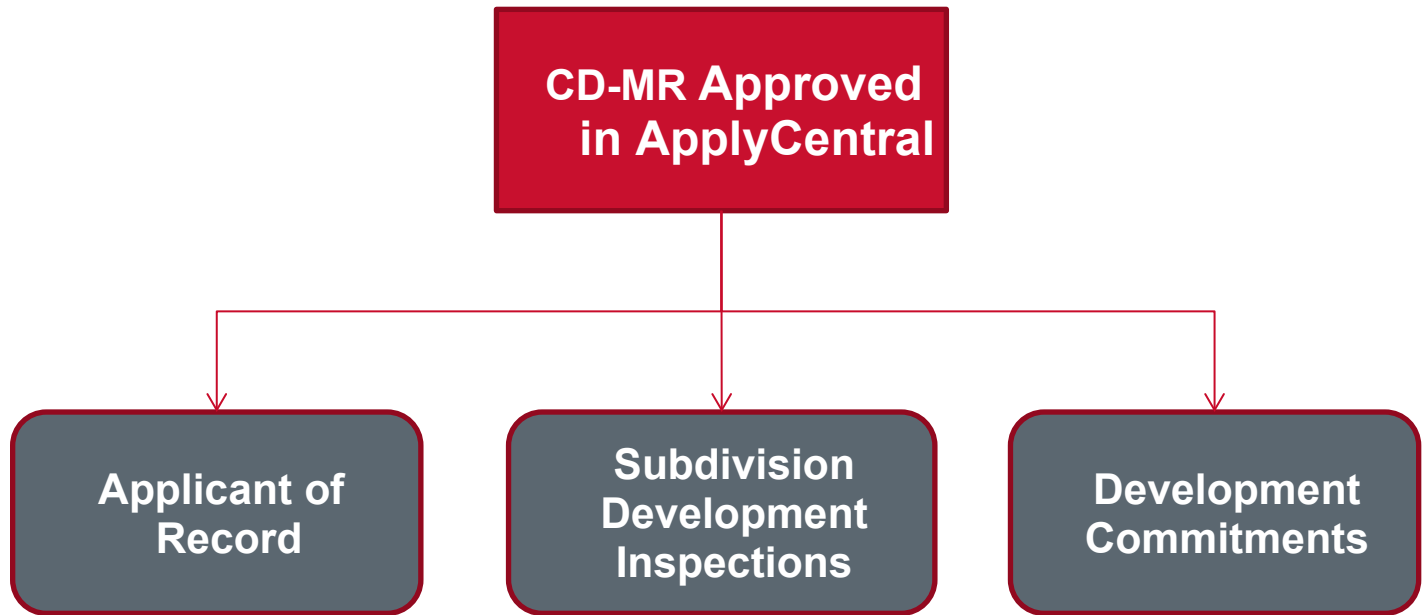 CD-MR Approved
in ApplyCentral
Applicant of
Record
Subdivision
Development
Inspections
Development
Commitments